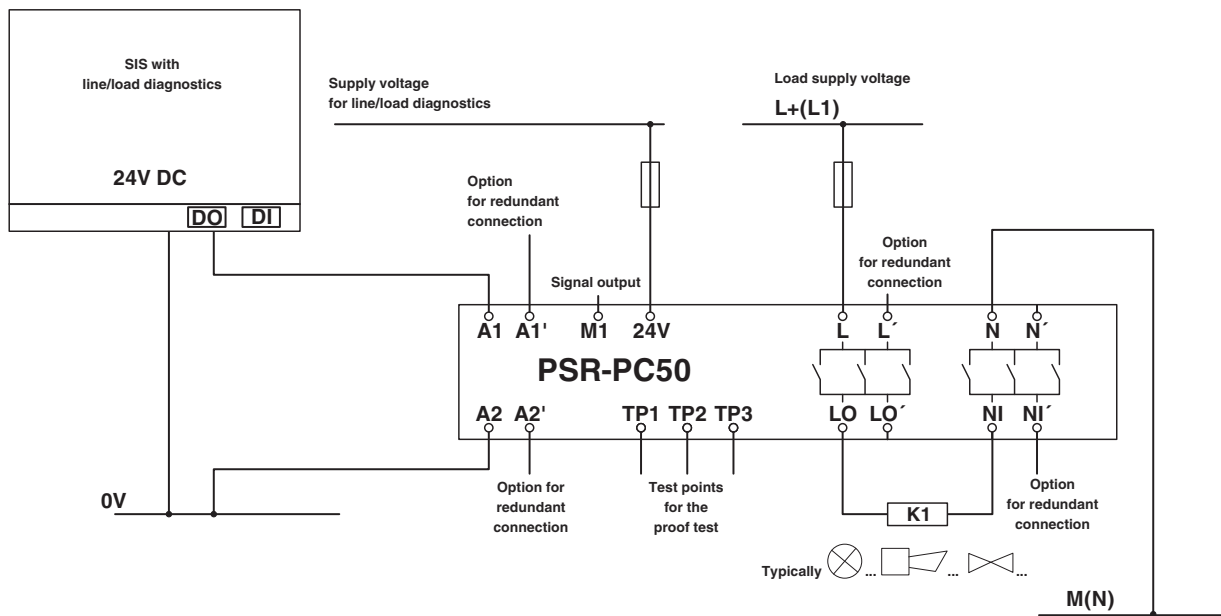 SIS with
line/load diagnostics
24V DC
DO DI
Supply voltage
for line/load diagnostics
Load supply voltage
L+(L1)
Option
for redundant
connection
Signal output
Option
for redundant
connection
A1 A1' M1 24V L L´ N N´
PSR-PC50
A2 A2' TP1 TP2 TP3 LO LO´ NI NI´
0V
Option for
redundant
connection
Test points
for the
proof test
K1
Option
for redundant
connection
Typically ... ... ...
M(N)